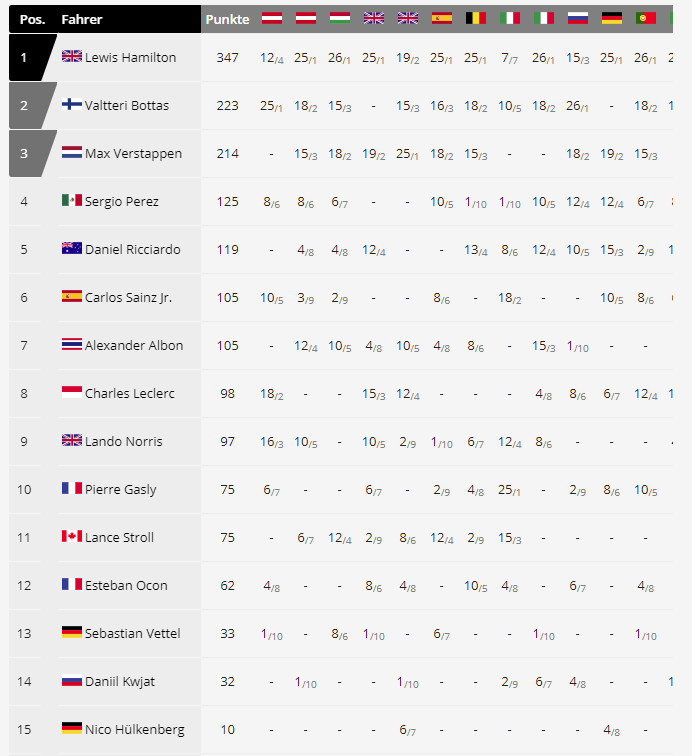 Pos. Fahrer Punkte
1 Lewis Hamilton 347 12/4 25/1 26/1 25/1 19/2 25/1 25/1 7/7 26/1 15/3 25/1 26/1
2 Valtteri Bottas 223 25/1 18/2 15/3 - 15/3 16/3 18/2 10/5 18/2 26/1 - 18/2 1
3 Max Verstappen 214 - 15/3 18/2 19/2 25/1 18/2 15/3 - - 18/2 19/2 15/3
4 Sergio Perez 125 8/6 8/6 6/7 - - 10/5 1/10 1/10 10/5 12/4 12/4 6/7
5 Daniel Ricciardo 119 - 4/8 4/8 12/4 - - 13/4 8/6 12/4 10/5 15/3 2/9 1
6 Carlos Sainz Jr. 105 10/5 3/9 2/9 - - 8/6 - 18/2 - - 10/5 8/6
7 Alexander Albon 105 - 12/4 10/5 4/8 10/5 4/8 8/6 - 15/3 1/10 - -
8 Charles Leclerc 98 18/2 - - 15/3 12/4 - - - 4/8 8/6 6/7 12/4 1
9 Lando Norris 97 16/3 10/5 - 10/5 2/9 1/10 6/7 12/4 8/6 - - -
10 Pierre Gasly 75 6/7 - - 6/7 - 2/9 4/8 25/1 - 2/9 8/6 10/5
11 Lance Stroll 75 - 6/7 12/4 2/9 8/6 12/4 2/9 15/3 - - - -
12 Esteban Ocon 62 4/8 - - 8/6 4/8 - 10/5 4/8 - 6/7 - 4/8
13 Sebastian Vettel 33 1/10 - 8/6 1/10 - 6/7 - - 1/10 - - 1/10
14 Daniil Kwjat 32 - 1/10 - - 1/10 - - 2/9 6/7 4/8 - - 1
15 Nico Hülkenberg 10 - - - - 6/7 - - - - - 4/8 -